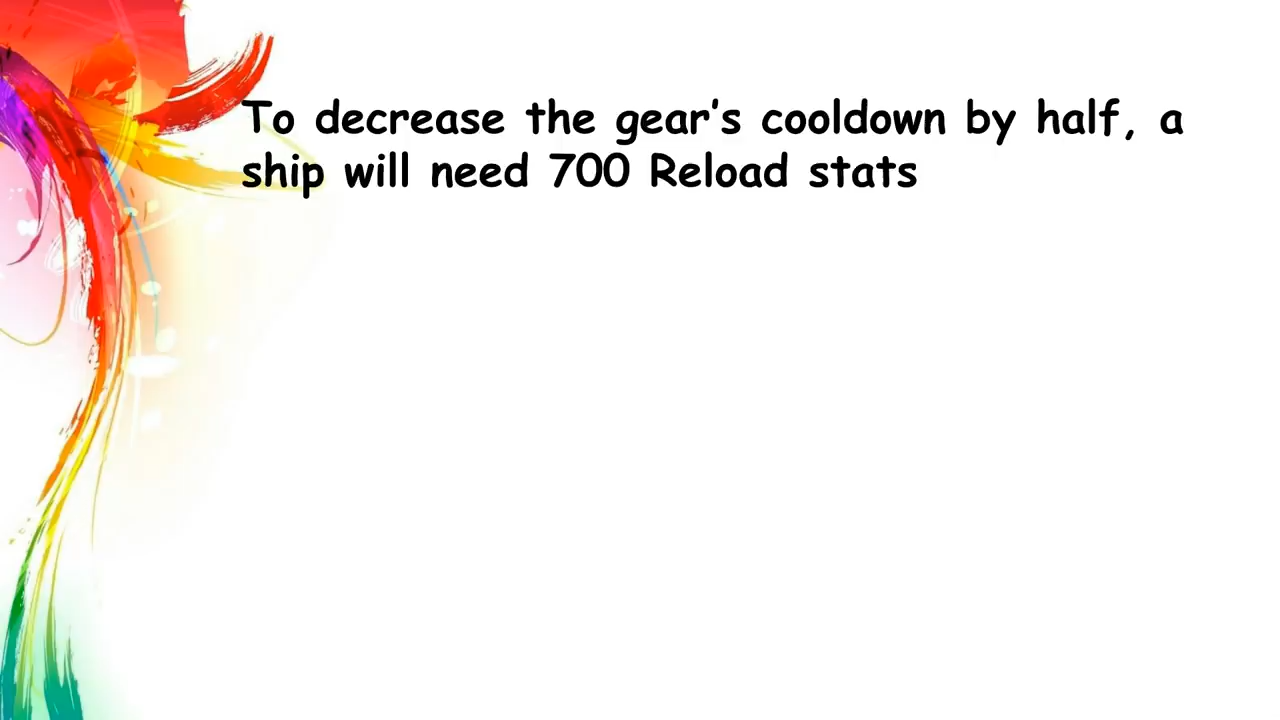 To decrease the gear’s cooldown by half, a
ship will need 700 Reload stats